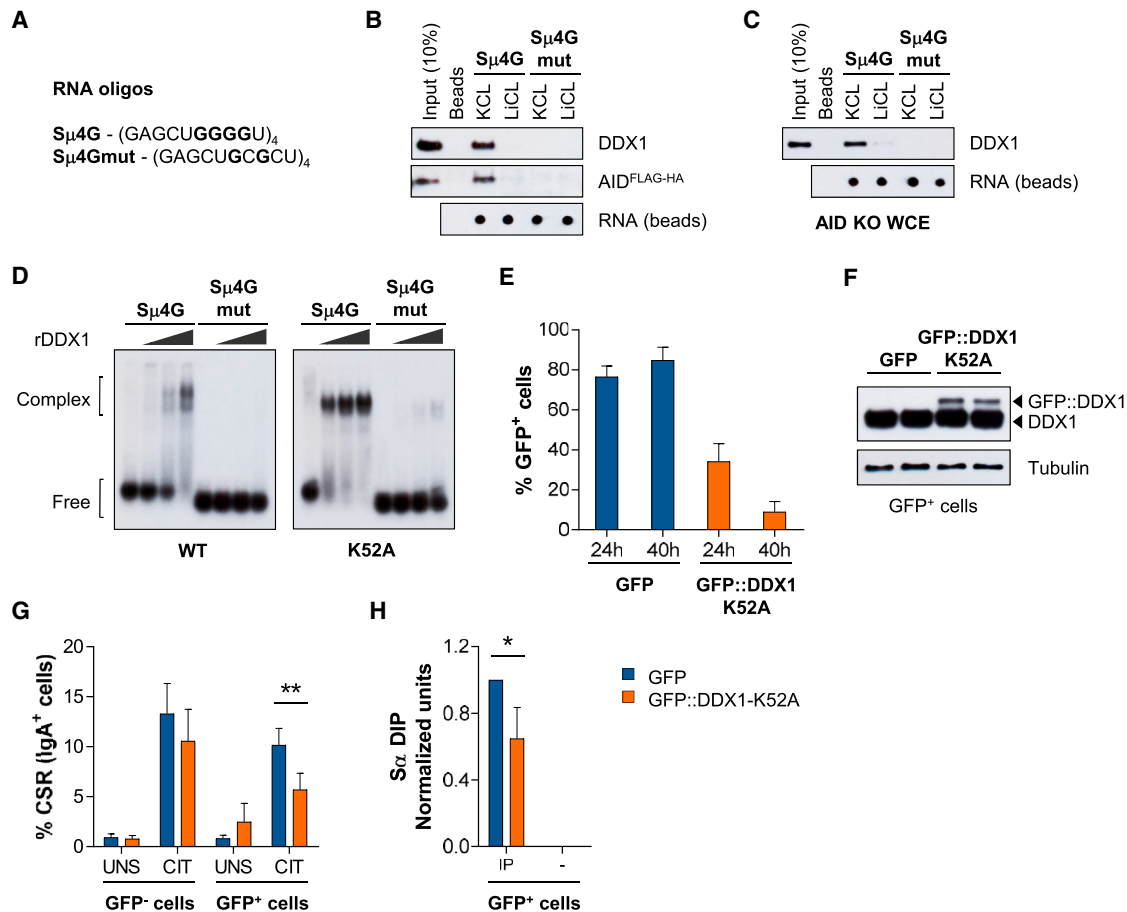 A
RNA oligos
Sμ4G - (GAGCUGGGGU)4
Sμ4Gmut - (GAGCUGCGCU)4
B
Input (10%)
Beads
Sμ4G
Sμ4G mut
KCL
LiCL
KCL
LiCL
DDX1
AIDFLAG-HA
RNA (beads)
C
Input (10%)
Beads
Sμ4G
Sμ4G mut
KCL
LiCL
KCL
LiCL
DDX1
RNA (beads)
AID KO WCE
D
Sμ4G
Sμ4G mut
Sμ4G
Sμ4G mut
rDDX1
Complex
Free
WT
K52A
E
% GFP+ cells
100
80
60
40
20
0
24h 40h 24h 40h
GFP
GFP::DDX1 K52A
F
GFP
GFP::DDX1 K52A
GFP::DDX1
DDX1
Tubulin
GFP+ cells
G
% CSR (IgA+ cells)
20
15
10
5
0
**
UNS CIT UNS CIT
GFP- cells
GFP+ cells
H
Sα DIP
Normalized units
1.2
0.8
0.4
0.0
*
IP -
GFP+ cells
GFP
GFP::DDX1-K52A